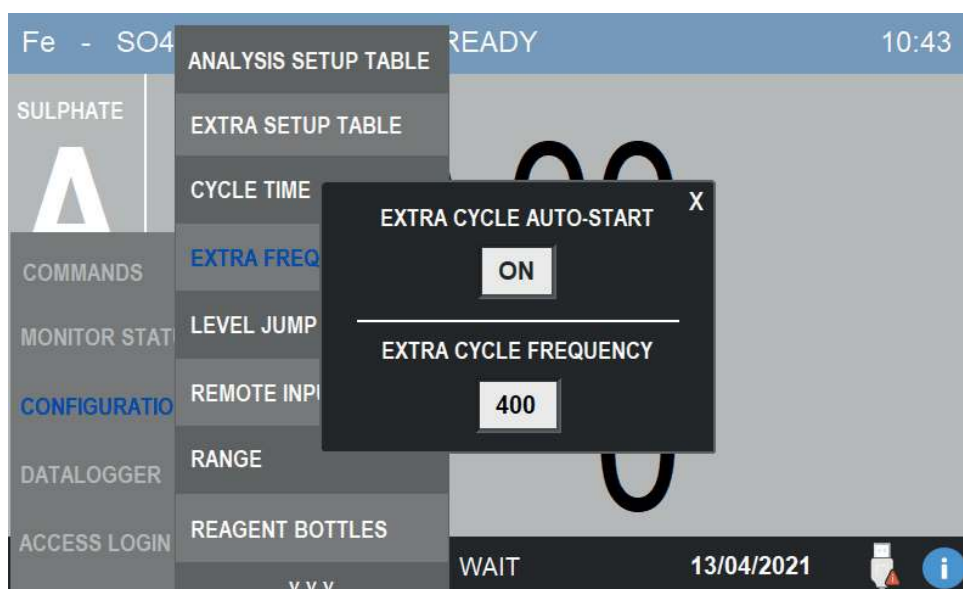 Fe - SO4 READY 10:43
SULPHATE
A
COMMANDS
MONITOR STAT
CONFIGURATIO
DATALOGGER
ACCESS LOGIN
ANALYSIS SETUP TABLE
EXTRA SETUP TABLE
CYCLE TIME
EXTRA FREQ
LEVEL JUMP
REMOTE INP
RANGE
REAGENT BOTTLES
v v v
X
EXTRA CYCLE AUTO-START
ON
EXTRA CYCLE FREQUENCY
400
WAIT 13/04/2021 i